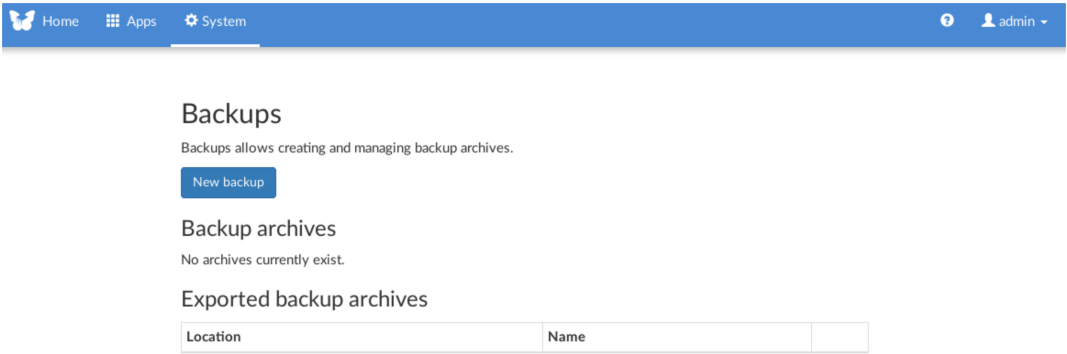 Home Apps System admin
Backups
Backups allows creating and managing backup archives.
New backup
Backup archives
No archives currently exist.
Exported backup archives
Location Name